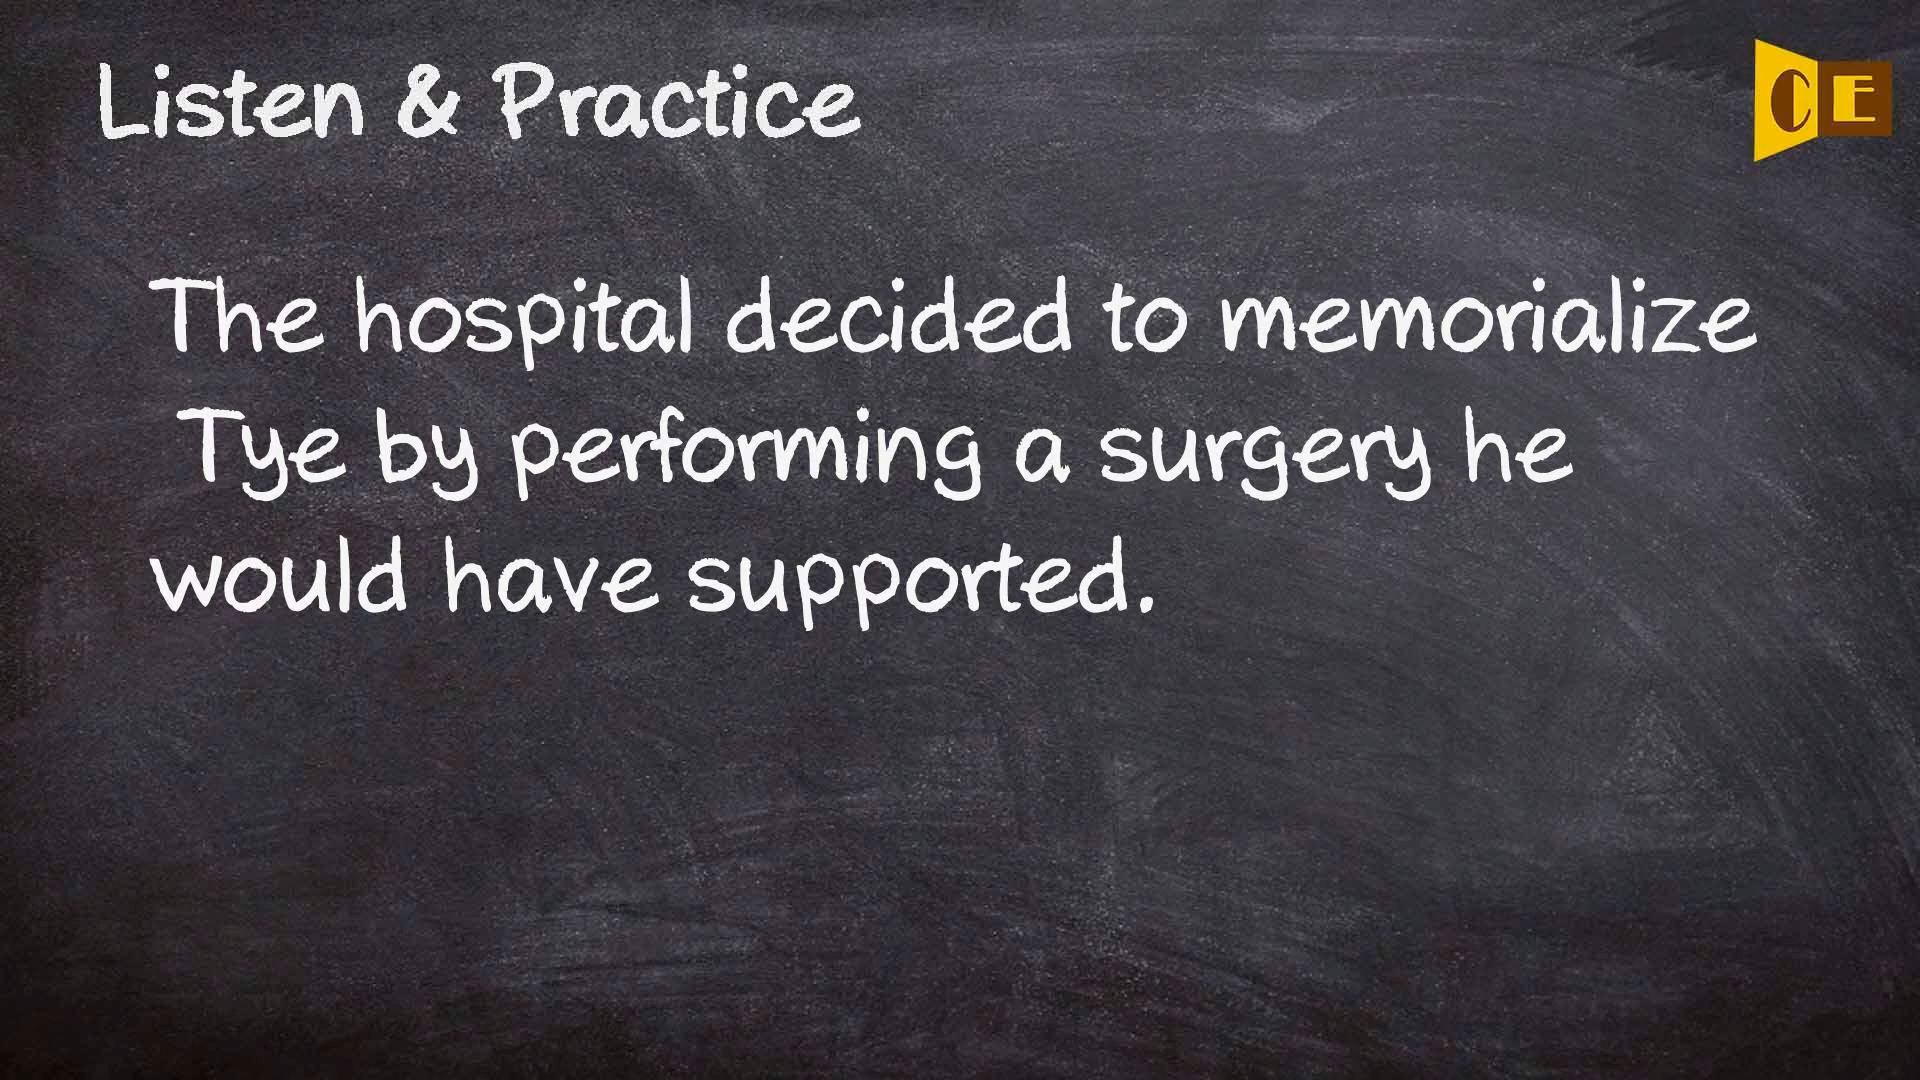 Listen & Practice
CE
The hospital decided to memorialize
Tye by performing a surgery he
would have supported.